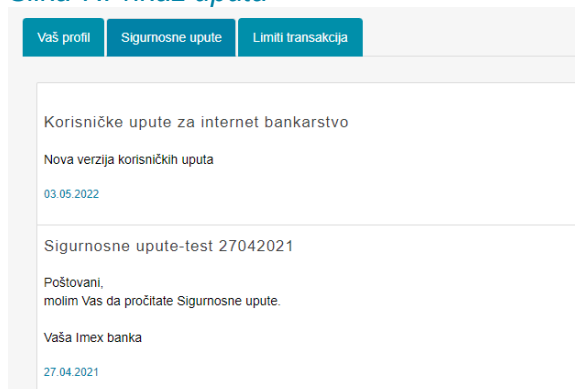 Vaš profil
Sigurnosne upute
Limiti transakcija
Korisničke upute za internet bankarstvo
Nova verzija korisničkih uputa
03.05.2022
Sigurnosne upute-test 27042021
Poštovani,
molim Vas da pročitate Sigurnosne upute.
Vaša Imex banka
27.04.2021